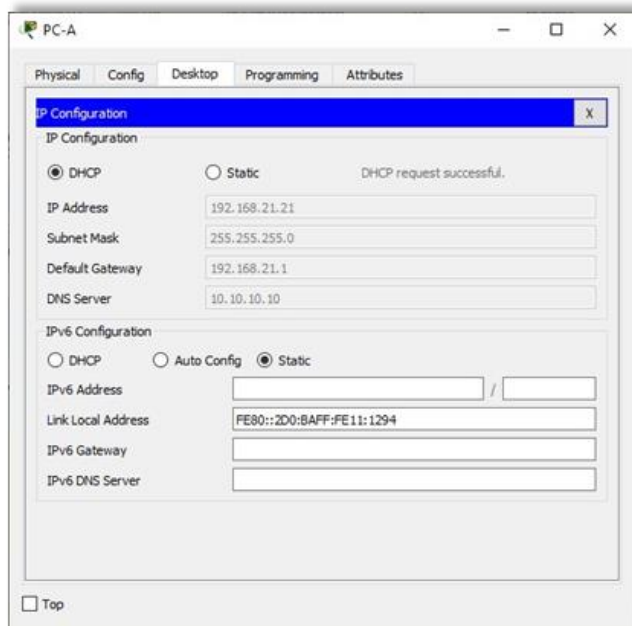 PC-A
Physical Config Desktop Programming Attributes
IP Configuration X
IP Configuration
DHCP Static DHCP request successful.
IP Address 192.168.21.21
Subnet Mask 255.255.255.0
Default Gateway 192.168.21.1
DNS Server 10.10.10.10
IPv6 Configuration
DHCP Auto Config Static
IPv6 Address /
Link Local Address FE80::2D0:BAFF:FE11:1294
IPv6 Gateway
IPv6 DNS Server
Top